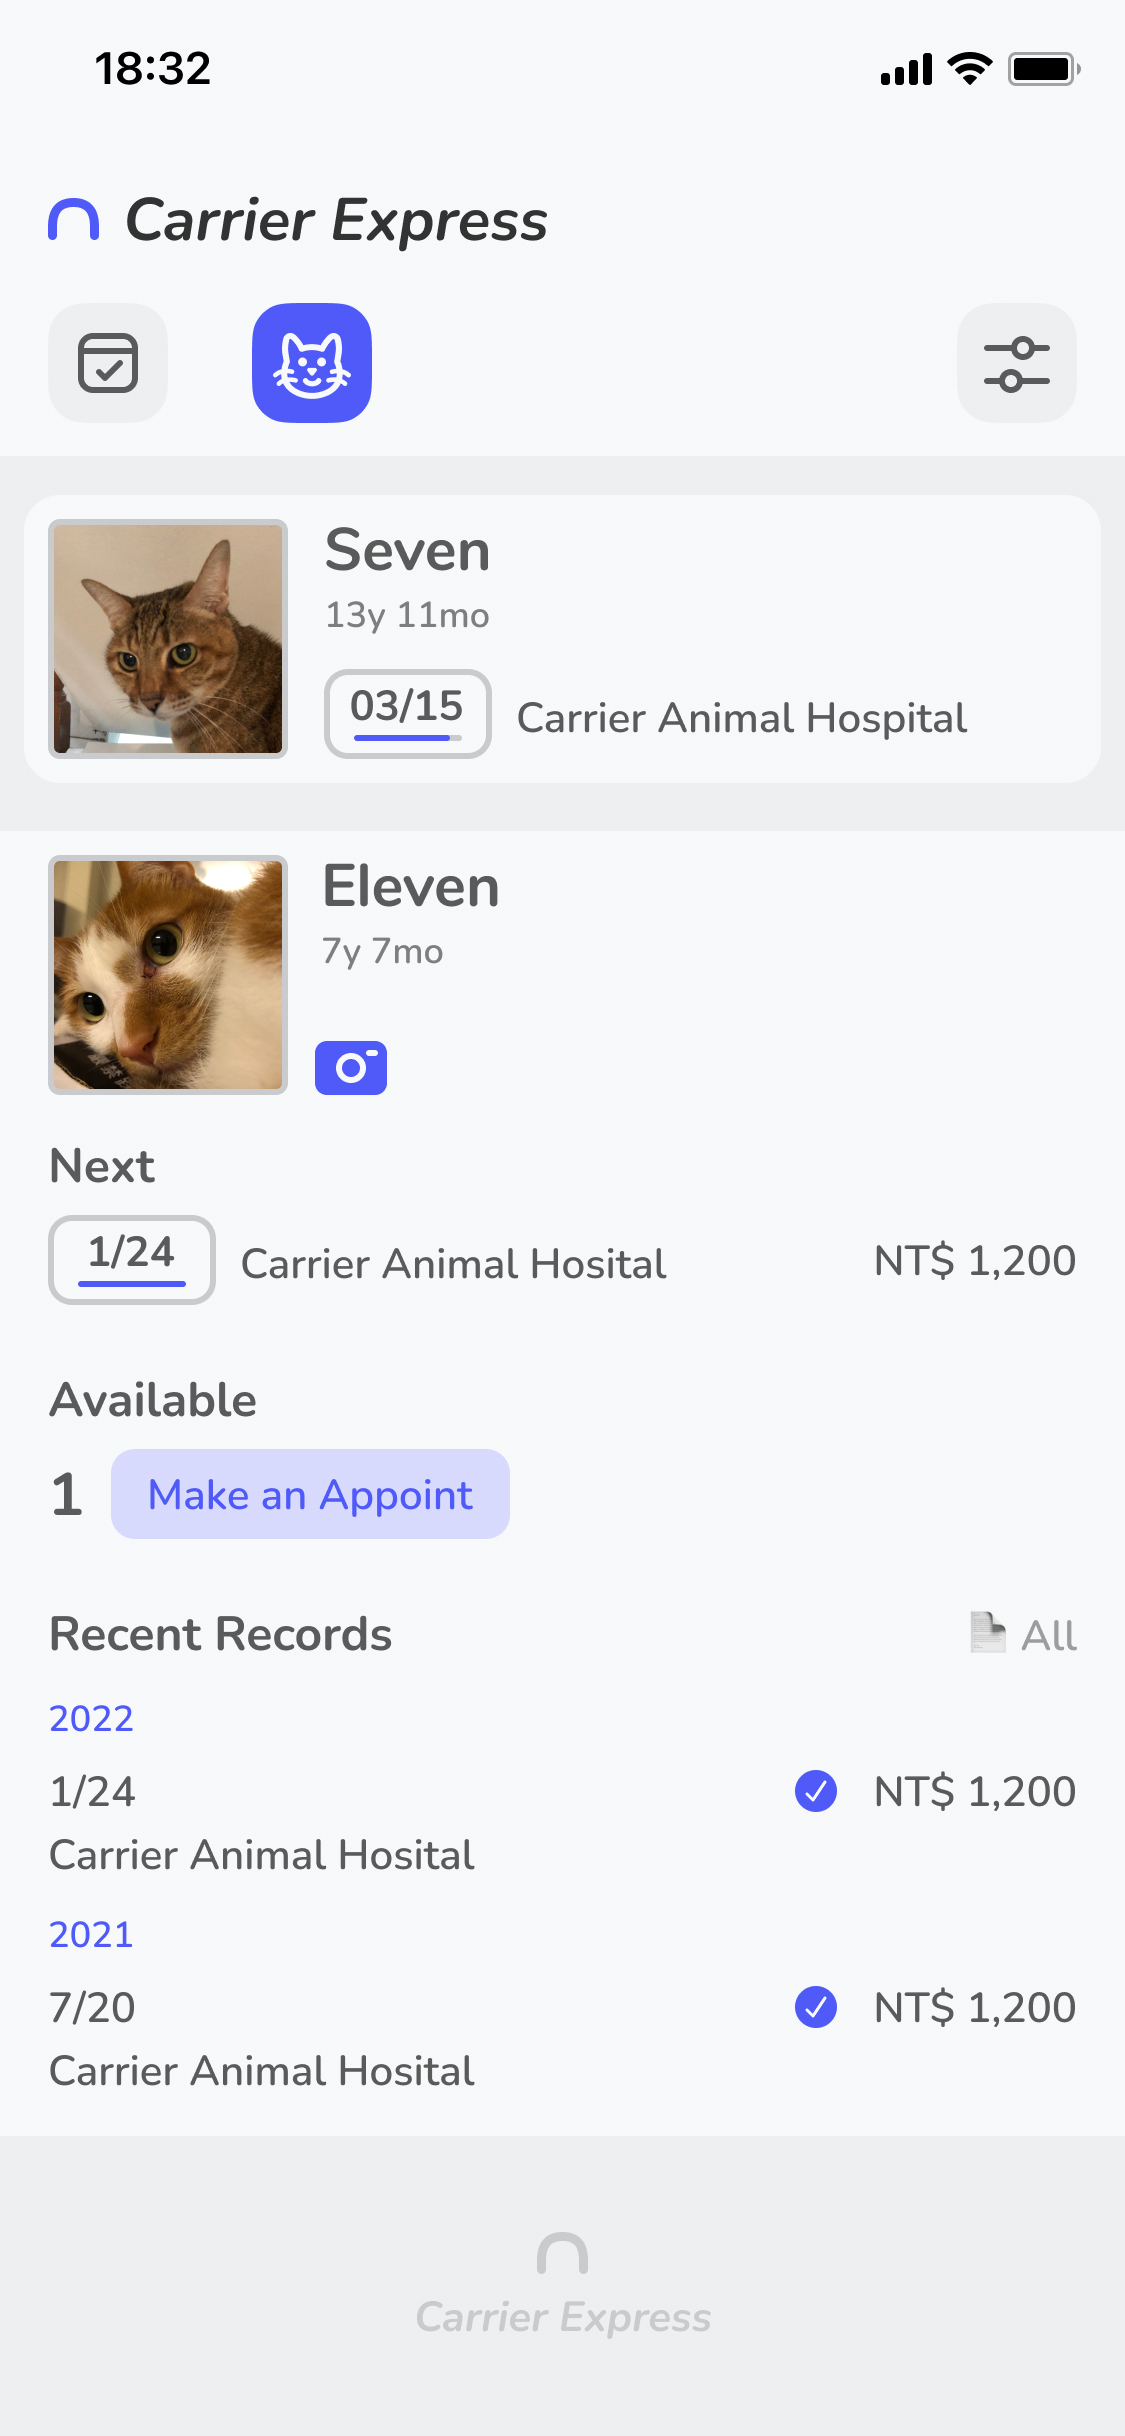 18:32
Carrier Express
Seven
13y 11mo
03/15
Carrier Animal Hospital
Eleven
7y 7mo
Next
1/24
Carrier Animal Hosital
NT$ 1,200
Available
1
Make an Appoint
Recent Records
All
2022
1/24
NT$ 1,200
Carrier Animal Hosital
2021
7/20
NT$ 1,200
Carrier Animal Hosital
Carrier Express